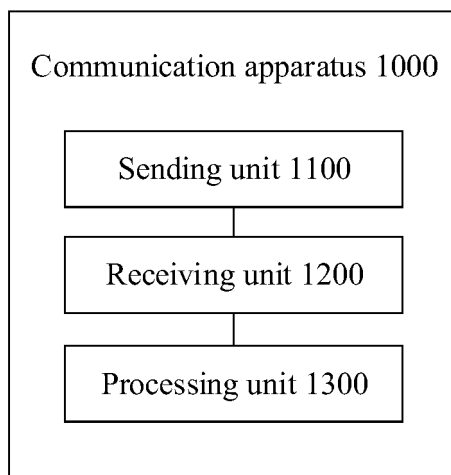 Communication apparatus 1000
Sending unit 1100
Receiving unit 1200
Processing unit 1300